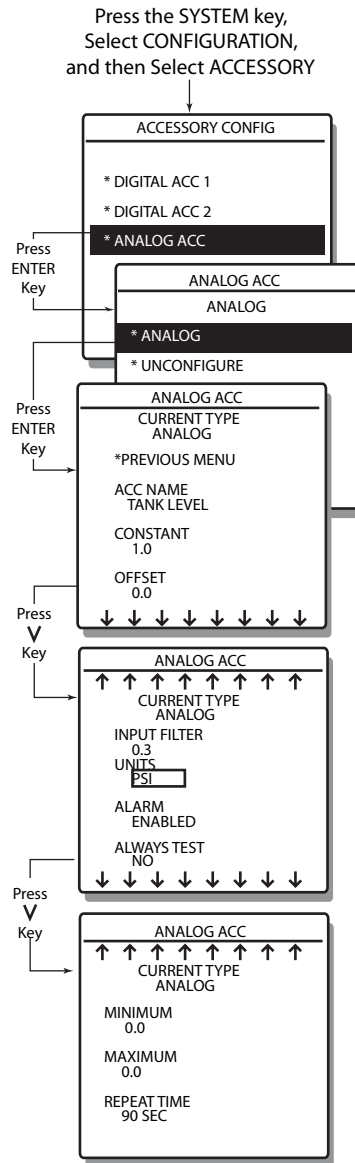 Press the SYSTEM key,
Select CONFIGURATION,
and then Select ACCESSORY
ACCESSORY CONFIG
* DIGITAL ACC 1
* DIGITAL ACC 2
* ANALOG ACC
Press
ENTER
Key
ANALOG ACC
ANALOG
* ANALOG
* UNCONFIGURE
Press
ENTER
Key
ANALOG ACC
CURRENT TYPE
ANALOG
*PREVIOUS MENU
ACC NAME
TANK LEVEL
CONSTANT
1.0
OFFSET
0.0
↓ ↓ ↓ ↓ ↓ ↓ ↓ ↓
Press
V
Key
ANALOG ACC
↑ ↑ ↑ ↑ ↑ ↑ ↑ ↑
CURRENT TYPE
ANALOG
INPUT FILTER
0.3
UNITS
PSI
ALARM
ENABLED
ALWAYS TEST
NO
↓ ↓ ↓ ↓ ↓ ↓ ↓ ↓
Press
V
Key
ANALOG ACC
↑ ↑ ↑ ↑ ↑ ↑ ↑ ↑
CURRENT TYPE
ANALOG
MINIMUM
0.0
MAXIMUM
0.0
REPEAT TIME
90 SEC